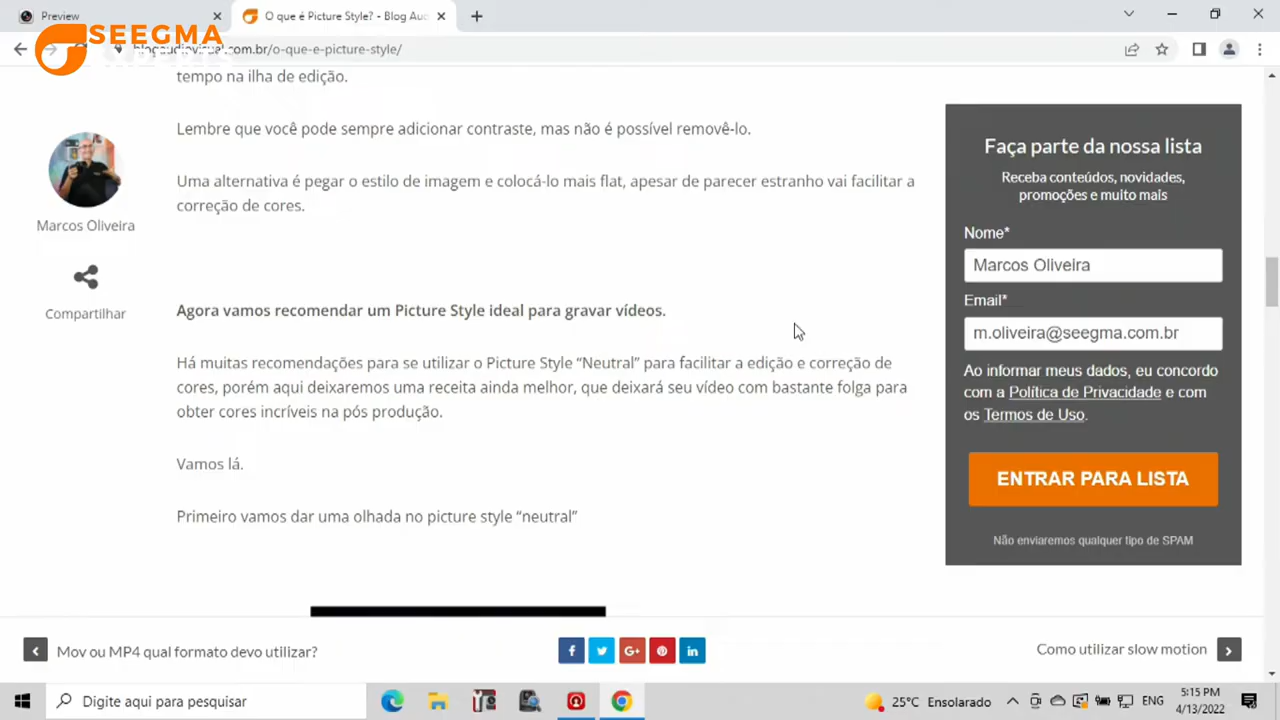 Preview
O que é Picture Style? - Blog Aud
SEEGMA
blogaudiovisual.com.br/o-que-e-picture-style/
tempo na ilha de edição.
Lembre que você pode sempre adicionar contraste, mas não é possível removê-lo.
Uma alternativa é pegar o estilo de imagem e colocá-lo mais flat, apesar de parecer estranho vai facilitar a
correção de cores.
Marcos Oliveira
Compartilhar
Agora vamos recomendar um Picture Style ideal para gravar vídeos.
Há muitas recomendações para se utilizar o Picture Style “Neutral” para facilitar a edição e correção de
cores, porém aqui deixaremos uma receita ainda melhor, que deixará seu vídeo com bastante folga para
obter cores incríveis na pós produção.
Vamos lá.
Primeiro vamos dar uma olhada no picture style “neutral”
Faça parte da nossa lista
Receba conteúdos, novidades,
promoções e muito mais
Nome*
Marcos Oliveira
Email*
m.oliveira@seegma.com.br
Ao informar meus dados, eu concordo
com a Política de Privacidade e com
os Termos de Uso.
ENTRAR PARA LISTA
Não enviaremos qualquer tipo de SPAM
Mov ou MP4 qual formato devo utilizar?
Como utilizar slow motion
Digite aqui para pesquisar
25°C Ensolarado
ENG
5:15 PM
4/13/2022